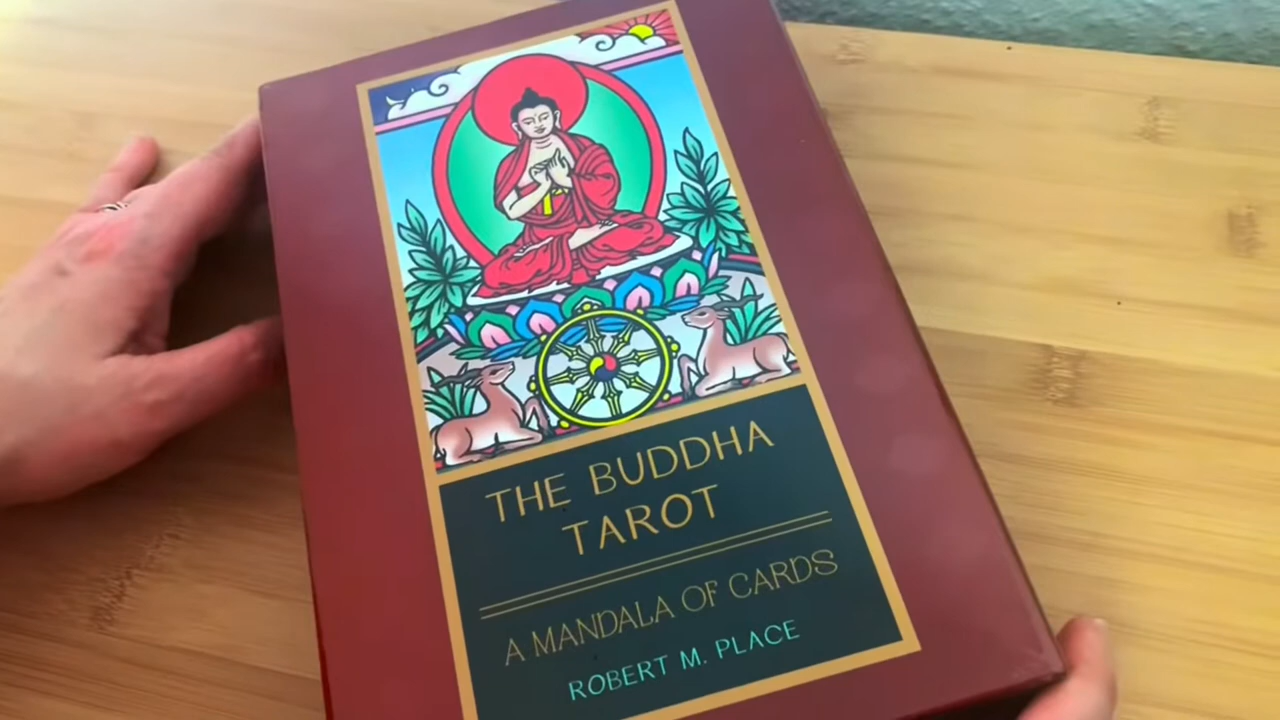 THE BUDDHA
TAROT
A MANDALA OF CARDS
ROBERT M. PLACE